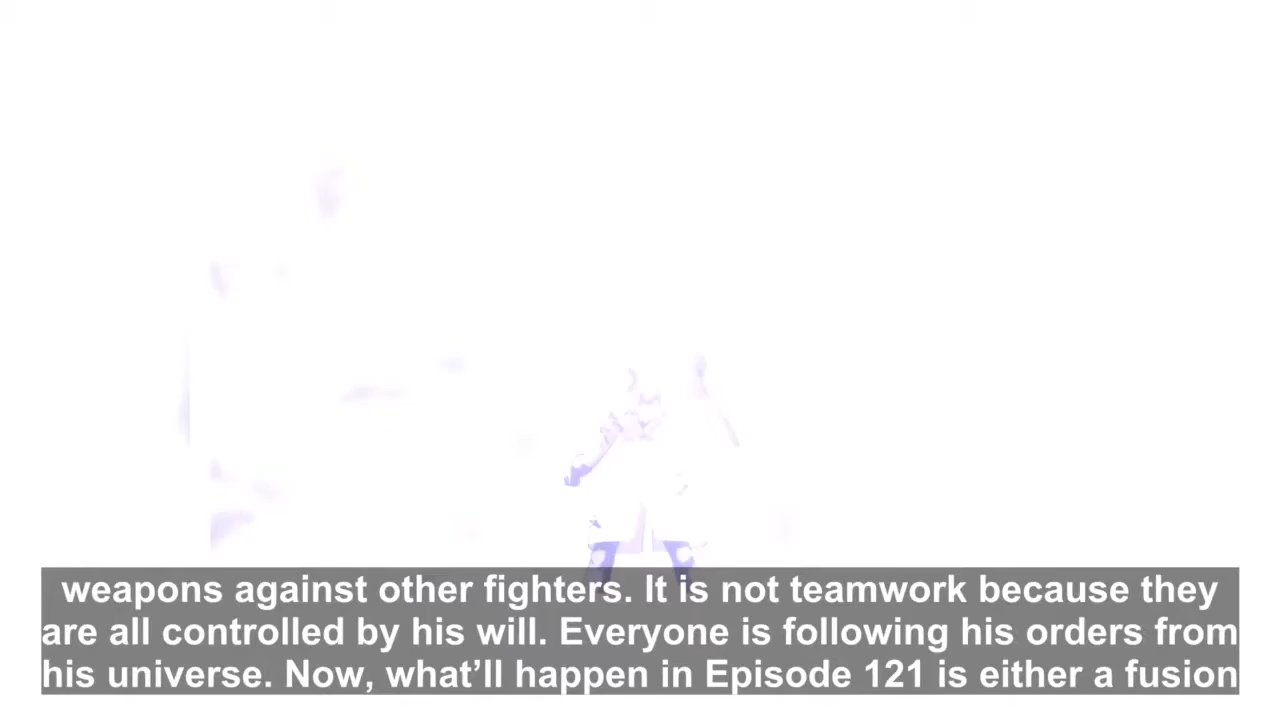 weapons against other fighters. It is not teamwork because they
are all controlled by his will. Everyone is following his orders from
his universe. Now, what’ll happen in Episode 121 is either a fusion